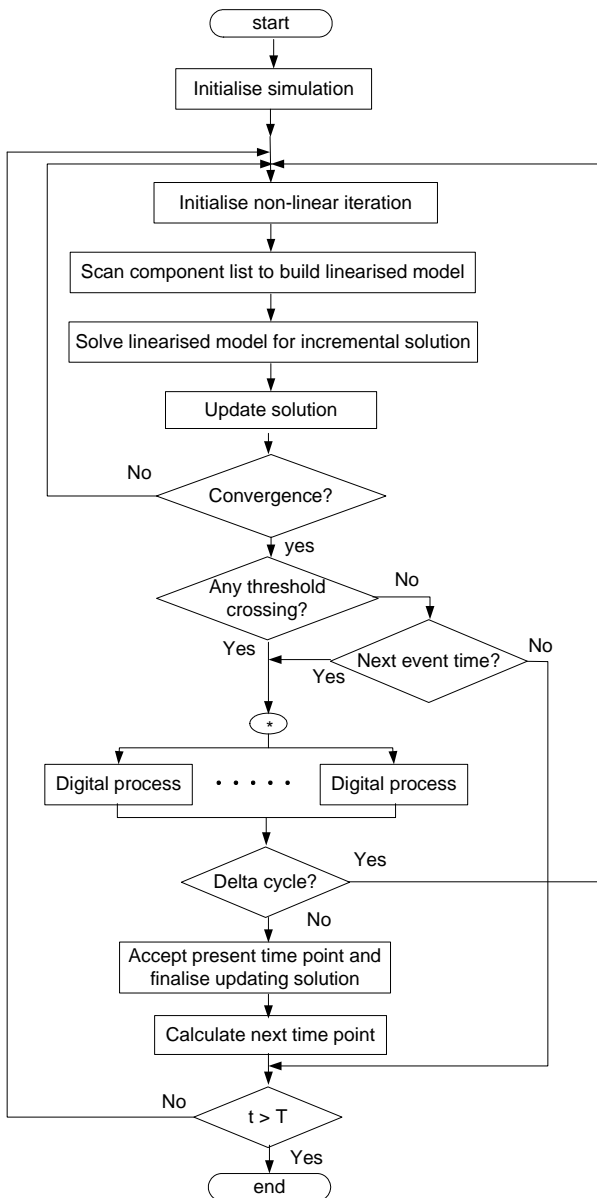 start
Initialise simulation
Initialise non-linear iteration
Scan component list to build linearised model
Solve linearised model for incremental solution
Update solution
No
Convergence?
yes
Any threshold
crossing?
No
Yes
Next event time?
Yes
No
*
Digital process
. . . . .
Digital process
Delta cycle?
Yes
No
Accept present time point and
finalise updating solution
Calculate next time point
No
t > T
Yes
end